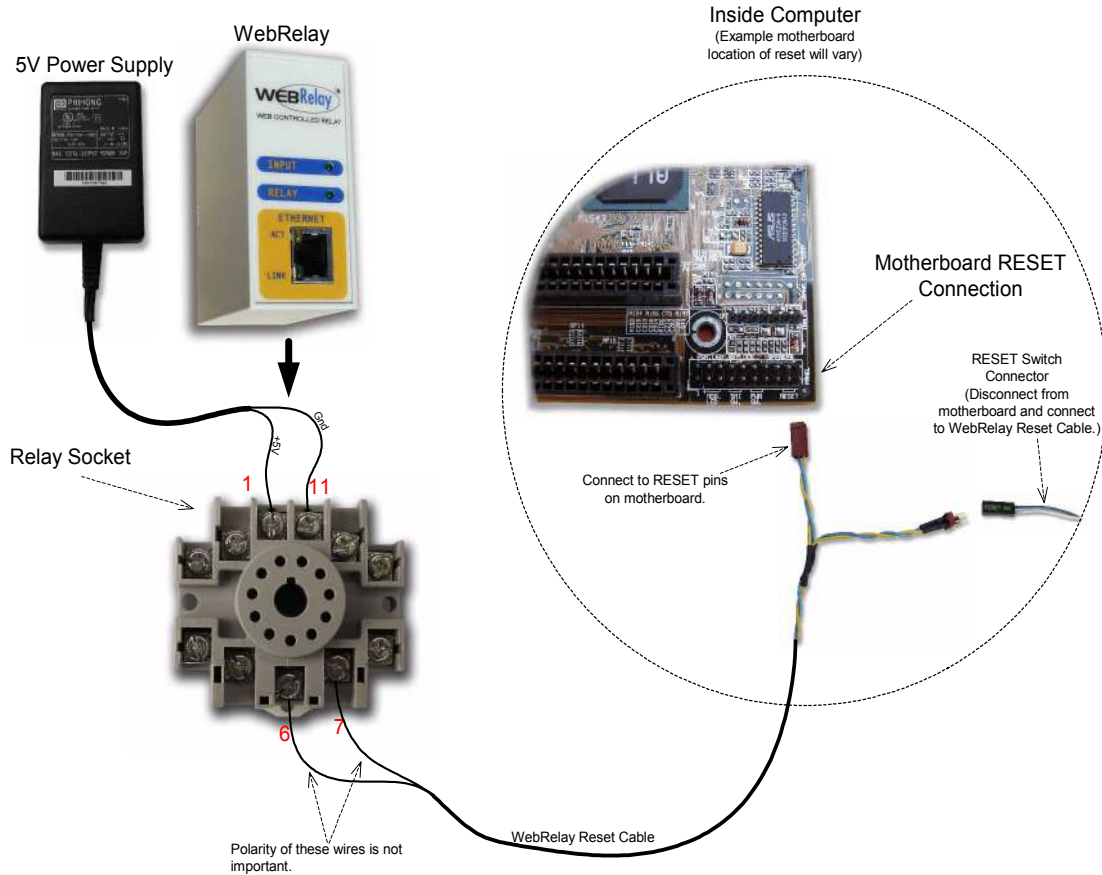 Inside Computer
(Example motherboard
location of reset will vary)
WebRelay
5V Power Supply
PHIHONG
WEBRelay
WEB CONTROLLED RELAY
INPUT
RELAY
ETHERNET
ACT
LINK
ASUS
Motherboard RESET
Connection
PANEL
RESET
RESET Switch
Connector
(Disconnect from
motherboard and connect
to WebRelay Reset Cable.)
Connect to RESET pins
on motherboard.
+5V
Gnd
Relay Socket
1
11
6
7
WebRelay Reset Cable
Polarity of these wires is not
important.